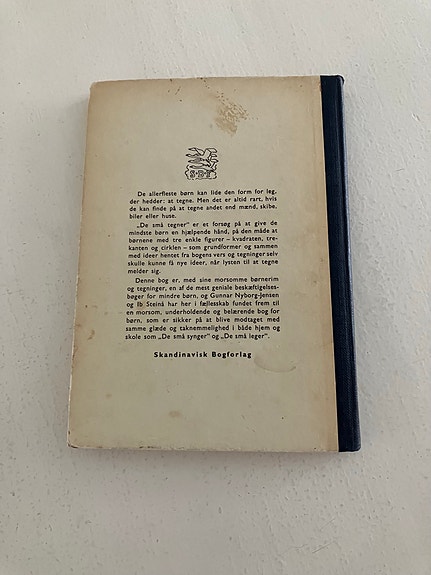 S·B·F
De allerfleste børn kan lide den form for leg,
der hedder: at tegne. Men det er altid rart, hvis
de kan finde på at tegne andet end mænd, skibe,
biler eller huse.
„De små tegner" er et forsøg på at give de
mindste børn en hjælpende hånd, på den måde at
børnene med tre enkle figurer – kvadraten, tre-
kanten og cirklen – som grundformer og sammen
med ideer hentet fra bogens vers og tegninger selv
skulle kunne få nye ideer, når lysten til at tegne
melder sig.
Denne bog er, med sine morsomme børnerim
og tegninger, en af de mest geniale beskæftigelses-
bøger for mindre børn, og Gunnar Nyborg-Jensen
og Ib Steinå har her i fællesskab fundet frem til
en morsom, underholdende og belærende bog for
børn, som er sikker på at blive modtaget med
samme glæde og taknemmelighed i både hjem og
skole som „De små synger" og „De små leger".
Skandinavisk Bogforlag